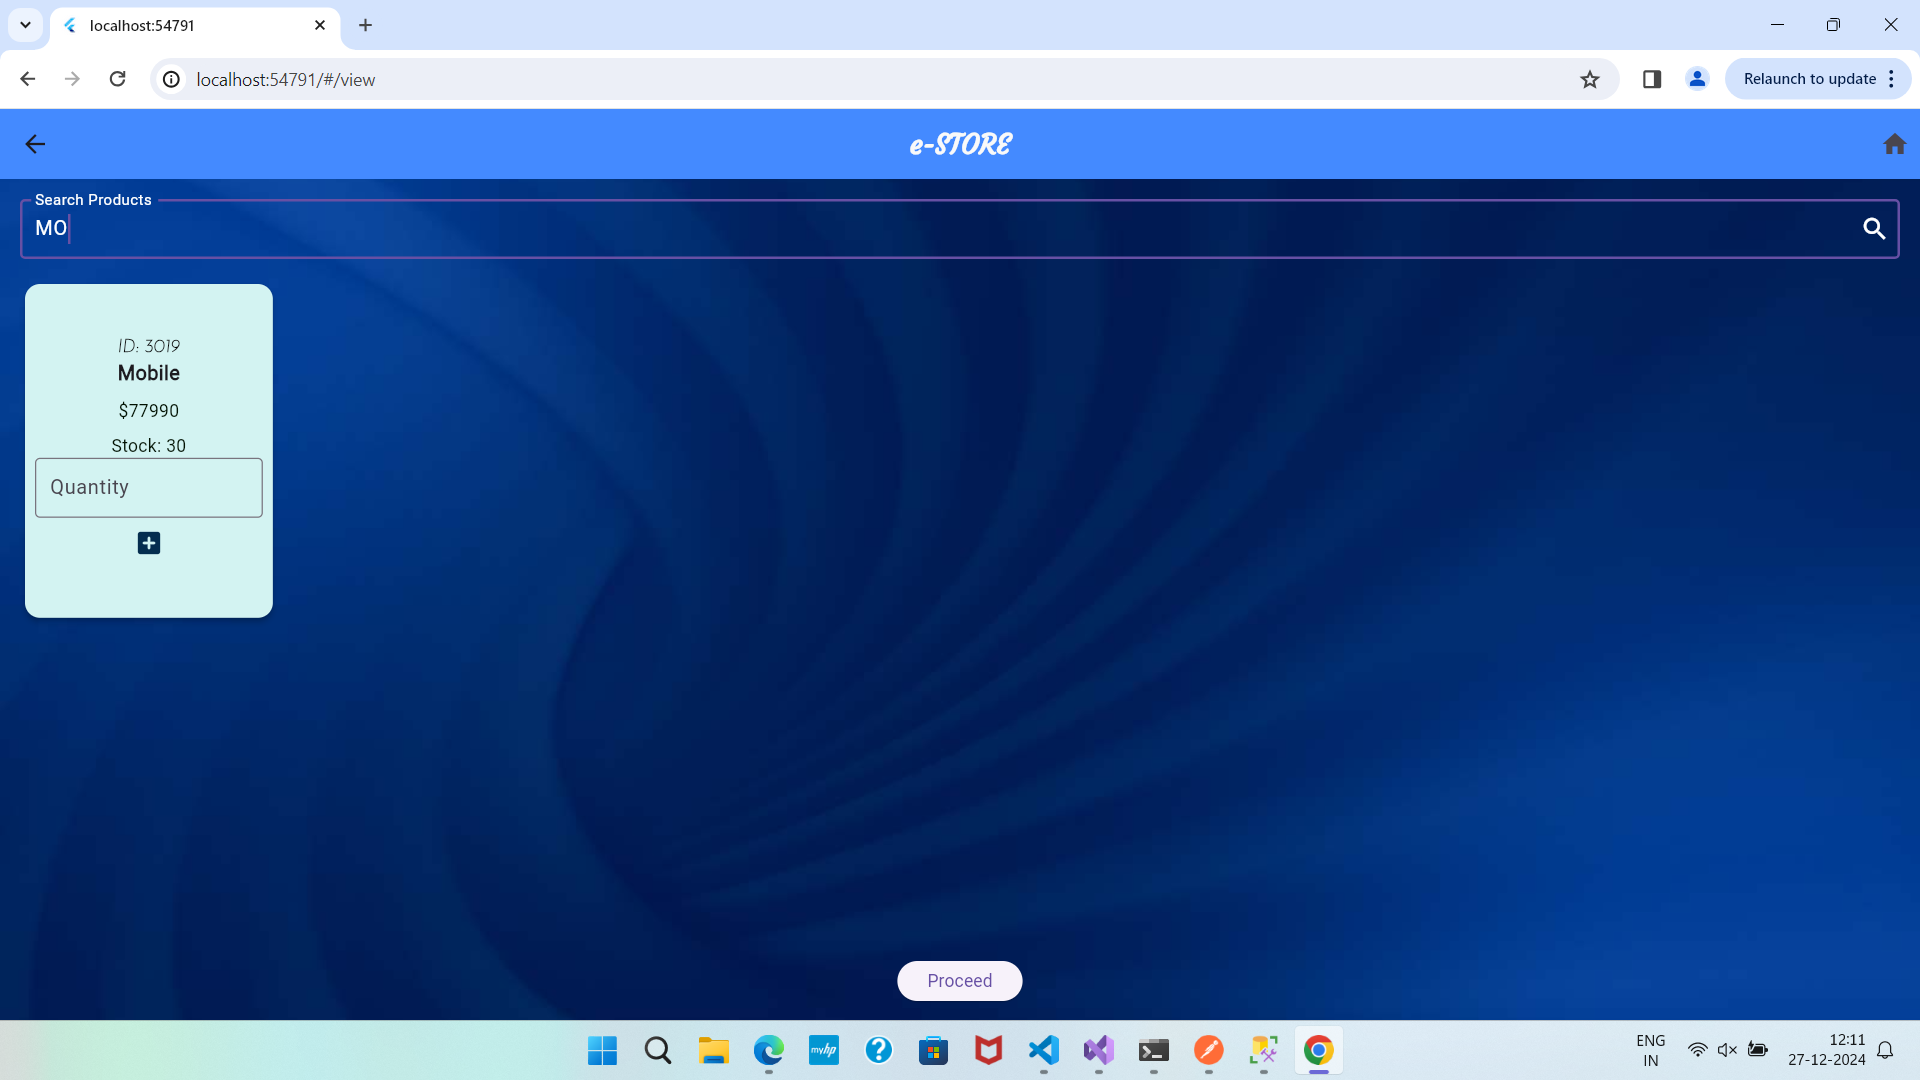 localhost:54791
localhost:54791/#/view
Relaunch to update
e-STORE
Search Products
MO
ID: 3019
Mobile
$77990
Stock: 30
Quantity
Proceed
myhp
ENG
IN
12:11
27-12-2024